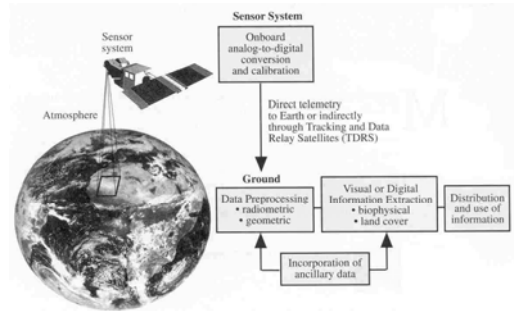 Sensor System
Sensor
system
Onboard
analog-to-digital
conversion
and calibration
Atmosphere
Direct telemetry
to Earth or indirectly
through Tracking and Data
Relay Satellites (TDRS)
Ground
Data Preprocessing
• radiometric
• geometric
Visual or Digital
Information Extraction
• biophysical
• land cover
Distribution
and use of
information
Incorporation of
ancillary data